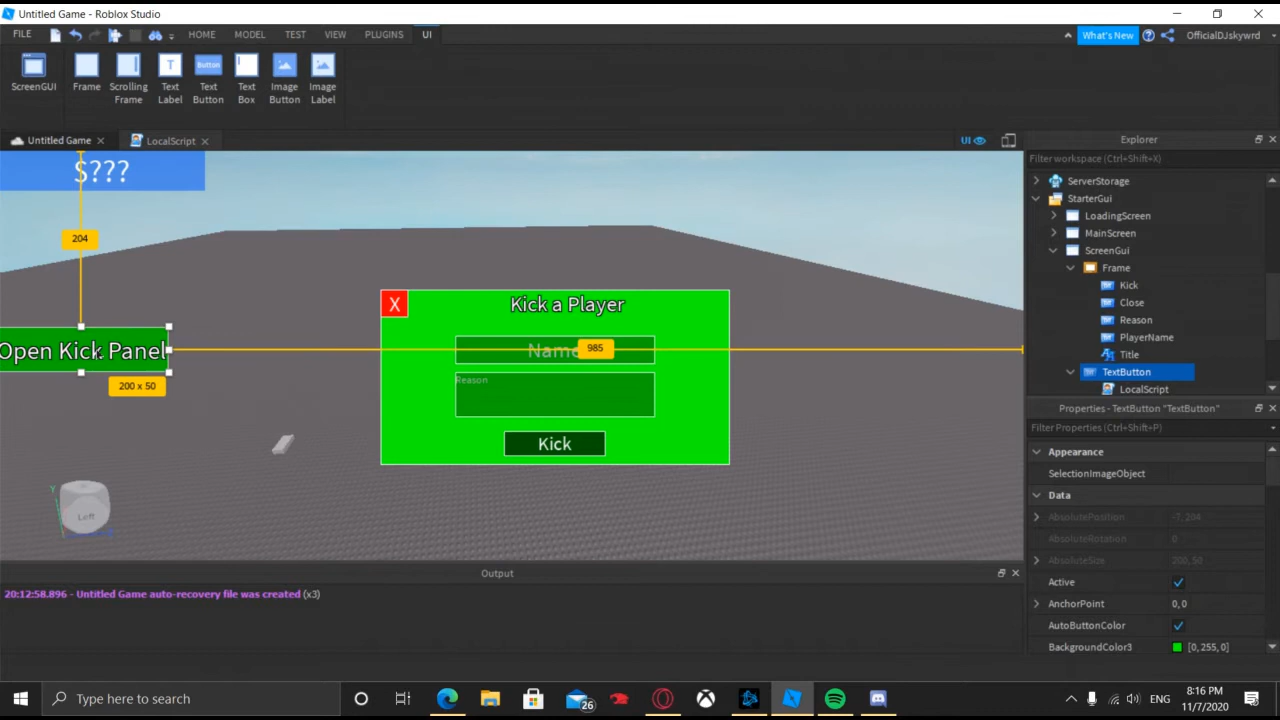 Untitled Game - Roblox Studio
FILE HOME MODEL TEST VIEW PLUGINS UI What's New OfficialDJskywrd
Button
ScreenGUI Frame Scrolling Frame Text Label Text Button Text Box Image Button Image Label
Untitled Game LocalScript UI Explorer
Filter workspace (Ctrl+Shift+X)
$???
204
Open Kick Panel
200 x 50
X Kick a Player
Name 985
Reason
Kick
Y
Left
ServerStorage
StarterGui
LoadingScreen
MainScreen
ScreenGui
Frame
Kick
Close
Reason
PlayerName
Title
TextButton
LocalScript
Properties - TextButton "TextButton"
Filter Properties (Ctrl+Shift+P)
Appearance
SelectionImageObject
Data
AbsolutePosition -7, 204
AbsoluteRotation 0
AbsoluteSize 200, 50
Active
AnchorPoint 0, 0
AutoButtonColor
BackgroundColor3 [0, 255, 0]
Output
20:12:58.896 - Untitled Game auto-recovery file was created (x3)
Type here to search
26
ENG
8:16 PM
11/7/2020